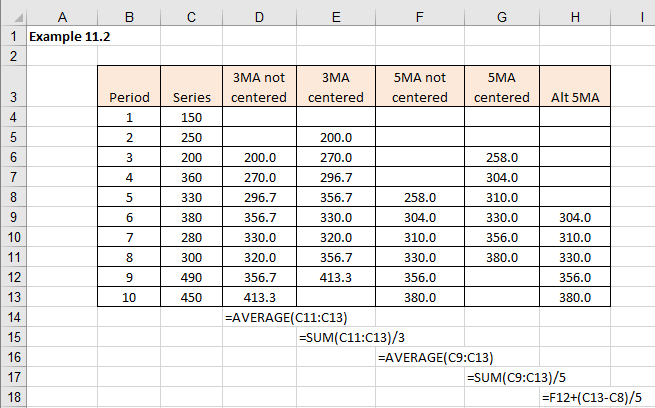 A B C D E F G H I
1 Example 11.2
2
3MA not 3MA 5MA not 5MA
3 Period Series centered centered centered centered Alt 5MA
4 1 150
5 2 250 200.0
6 3 200 200.0 270.0 258.0
7 4 360 270.0 296.7 304.0
8 5 330 296.7 356.7 258.0 310.0
9 6 380 356.7 330.0 304.0 330.0 304.0
10 7 280 330.0 320.0 310.0 356.0 310.0
11 8 300 320.0 356.7 330.0 380.0 330.0
12 9 490 356.7 413.3 356.0 356.0
13 10 450 413.3 380.0 380.0
14 =AVERAGE(C11:C13)
15 =SUM(C11:C13)/3
16 =AVERAGE(C9:C13)
17 =SUM(C9:C13)/5
18 =F12+(C13-C8)/5